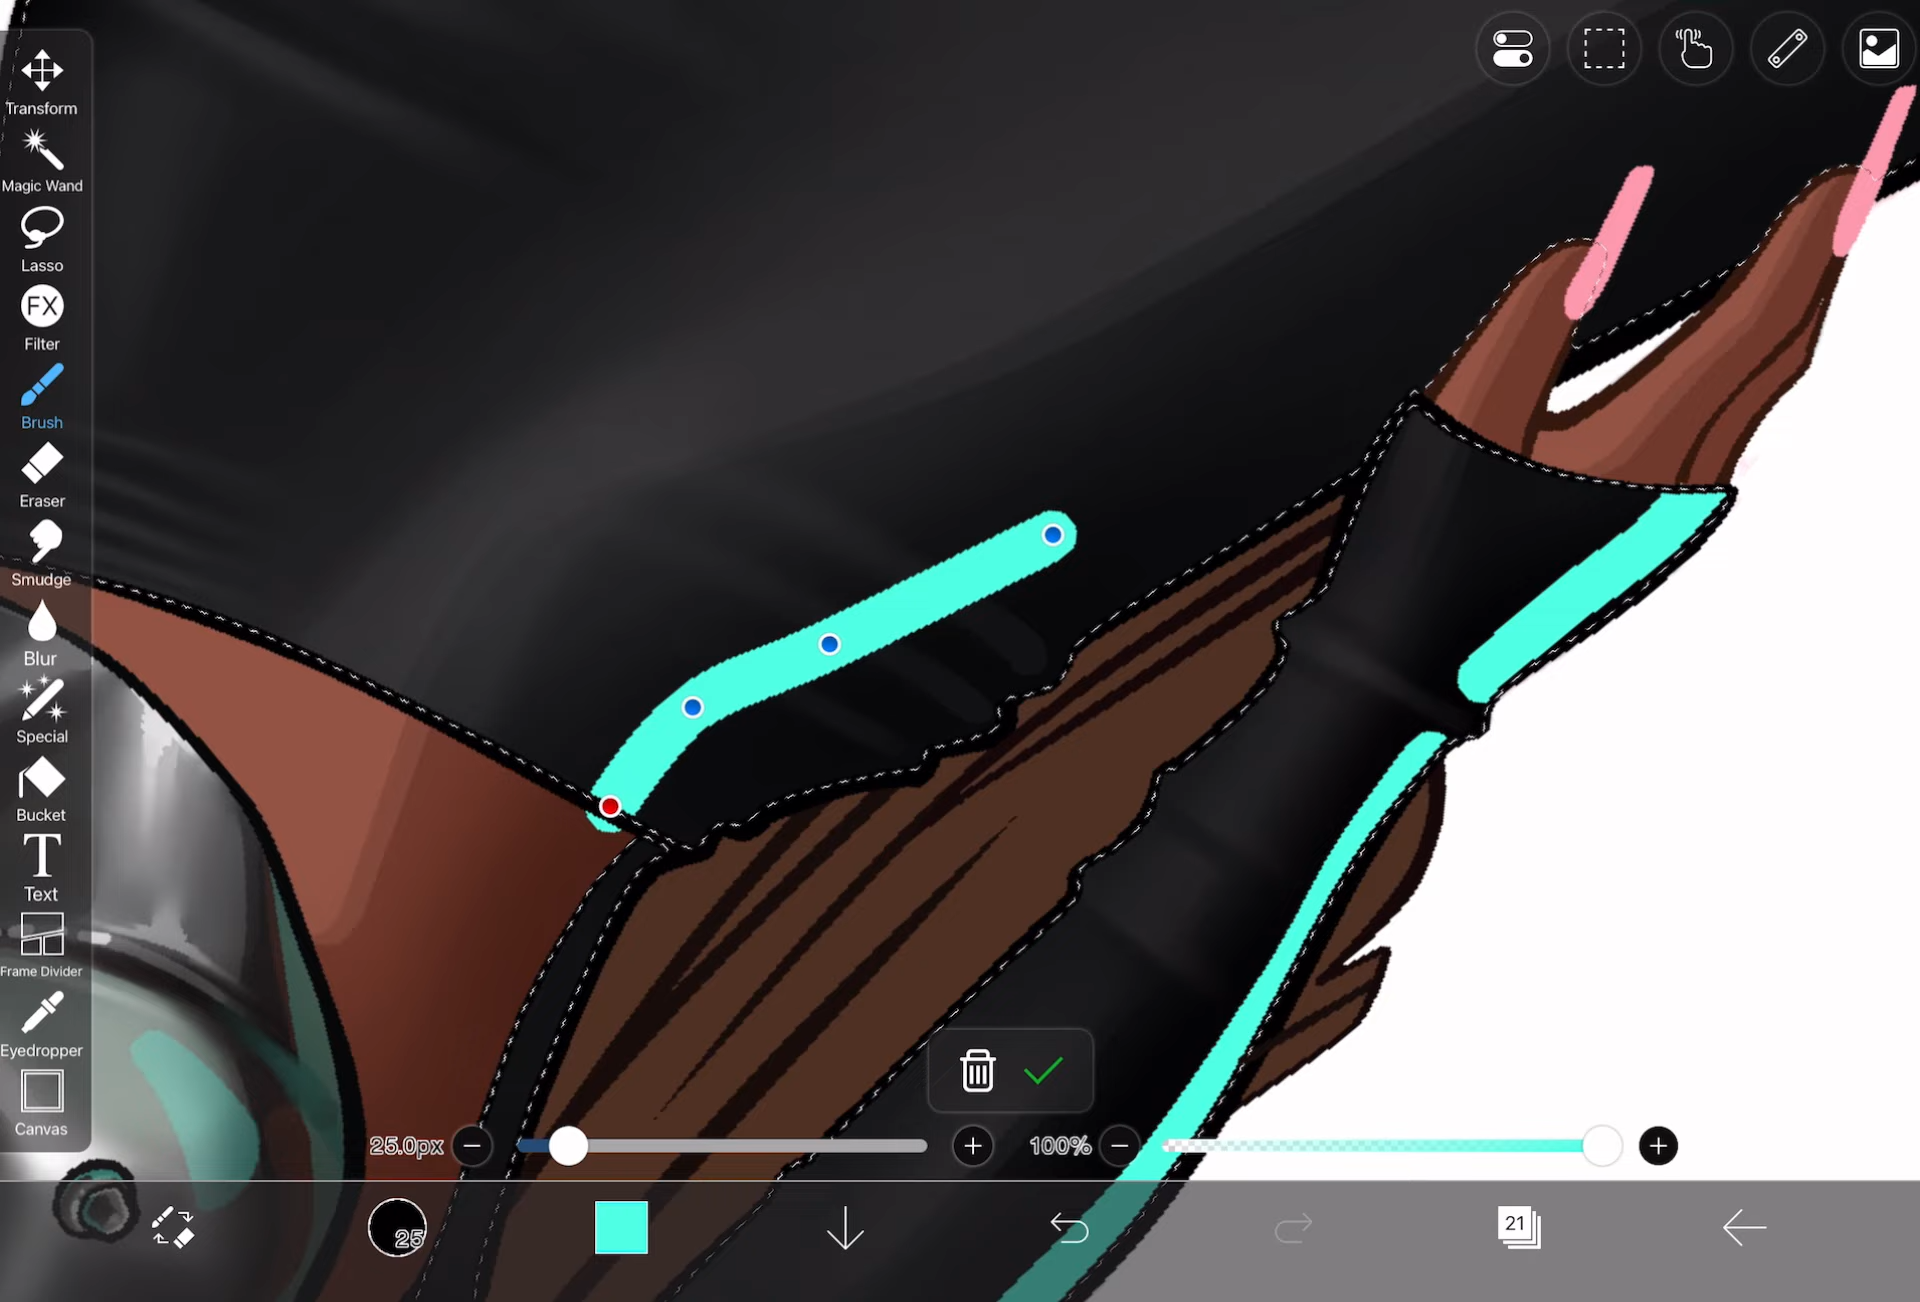 Transform
Magic Wand
Lasso
FX
Filter
Brush
Eraser
Smudge
Blur
Special
Bucket
T
Text
Frame Divider
Eyedropper
Canvas
25.0px
100%
25
21